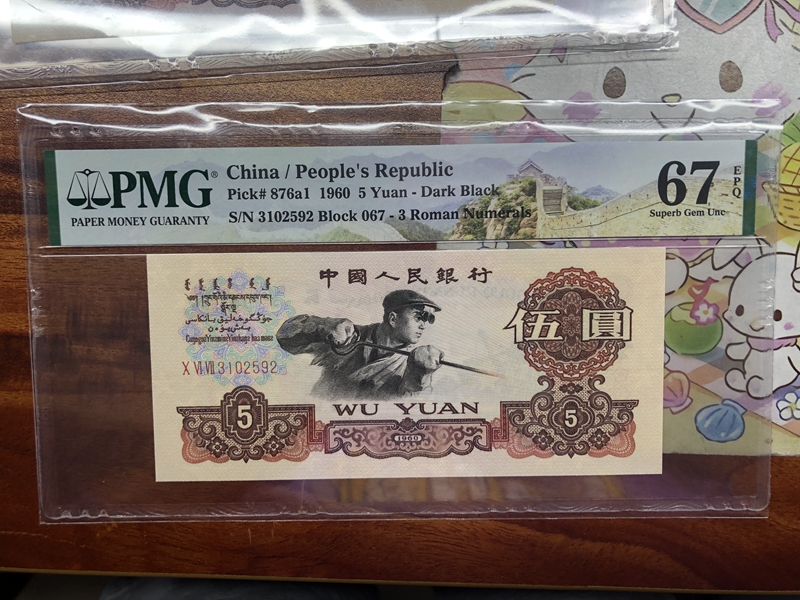 PMG®
PAPER MONEY GUARANTY
China / People's Republic
Pick# 876a1 1960 5 Yuan - Dark Black
S/N 3102592 Block 067 - 3 Roman Numerals
67
EPQ
Superb Gem Unc
中國人民銀行
X VI VII 3102592
伍圓
WU YUAN
5
1960
5